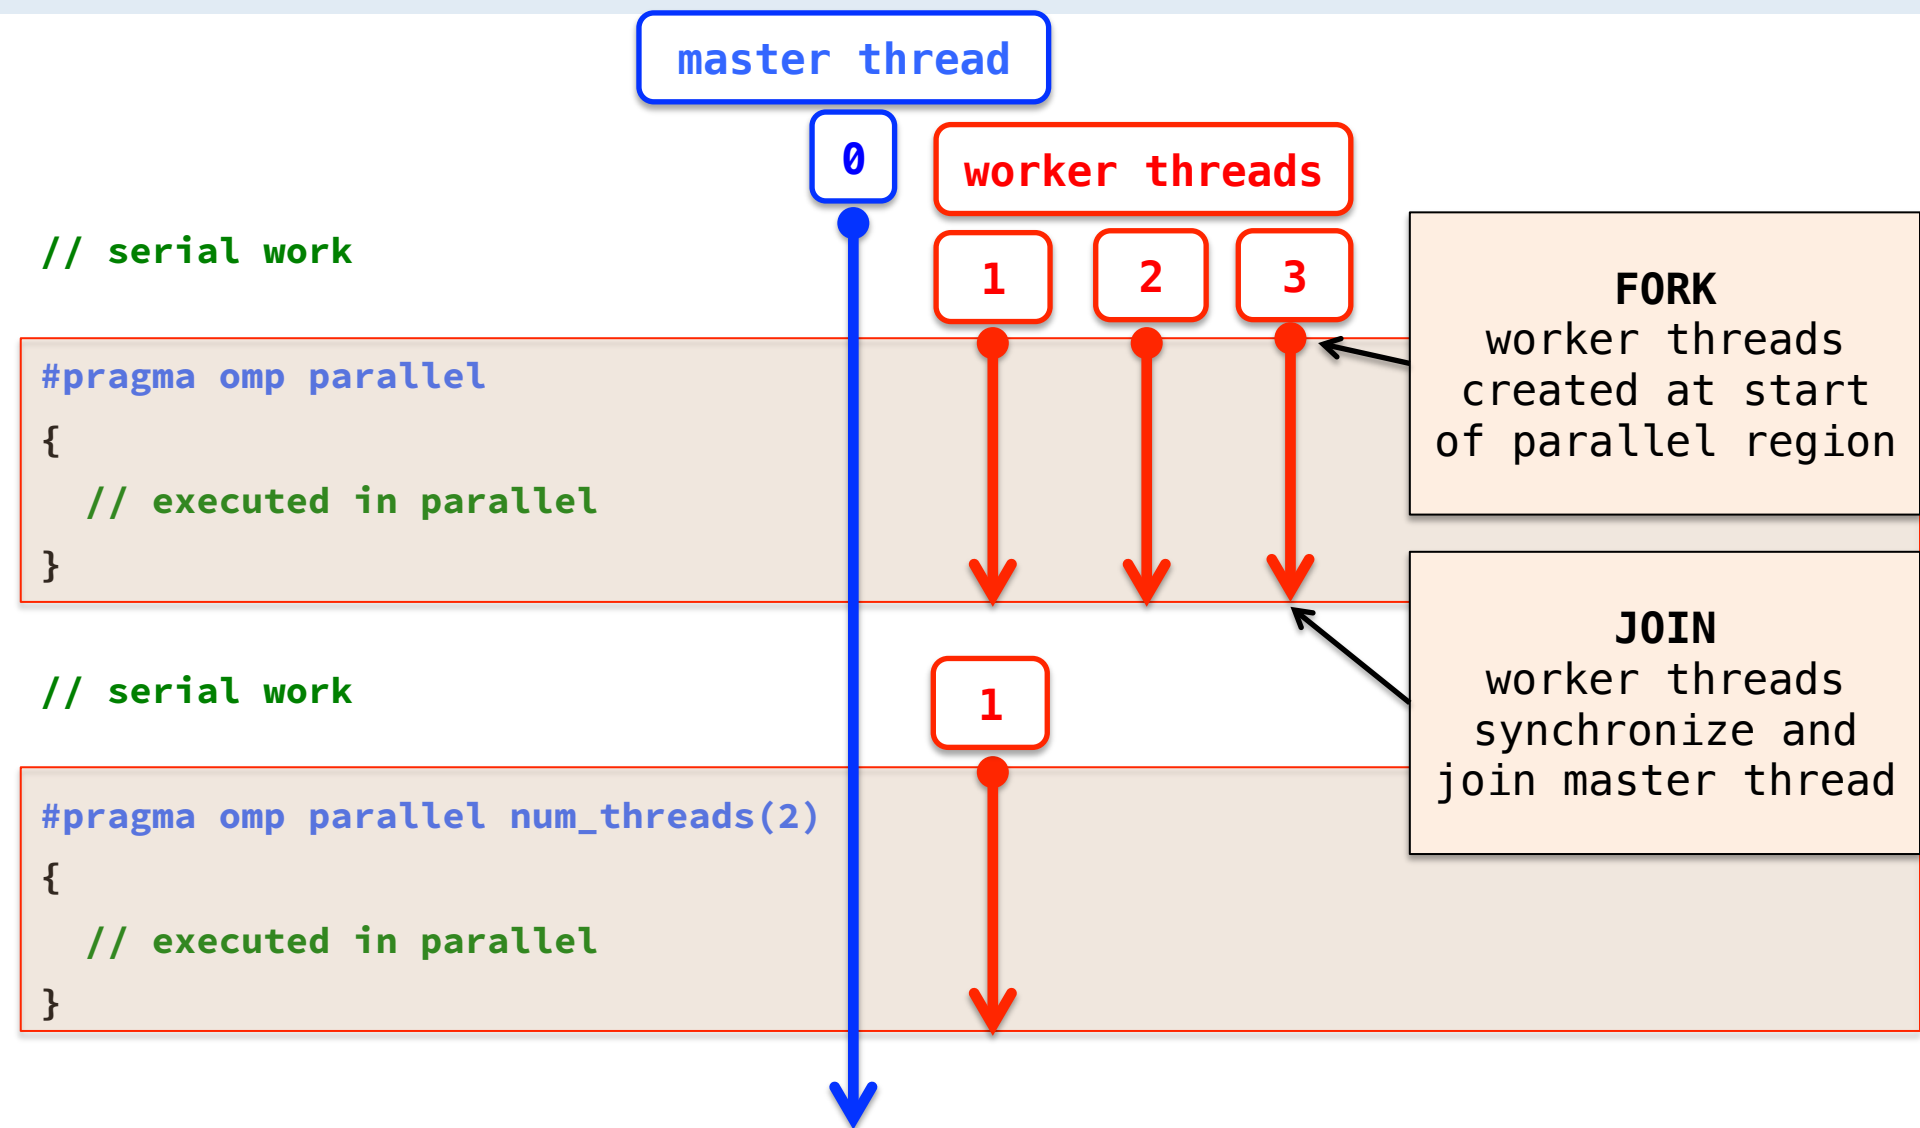 master thread
0
worker threads
1 2 3
// serial work
#pragma omp parallel
{
  // executed in parallel
}
FORK
worker threads
created at start
of parallel region
JOIN
worker threads
synchronize and
join master thread
// serial work
1
#pragma omp parallel num_threads(2)
{
  // executed in parallel
}